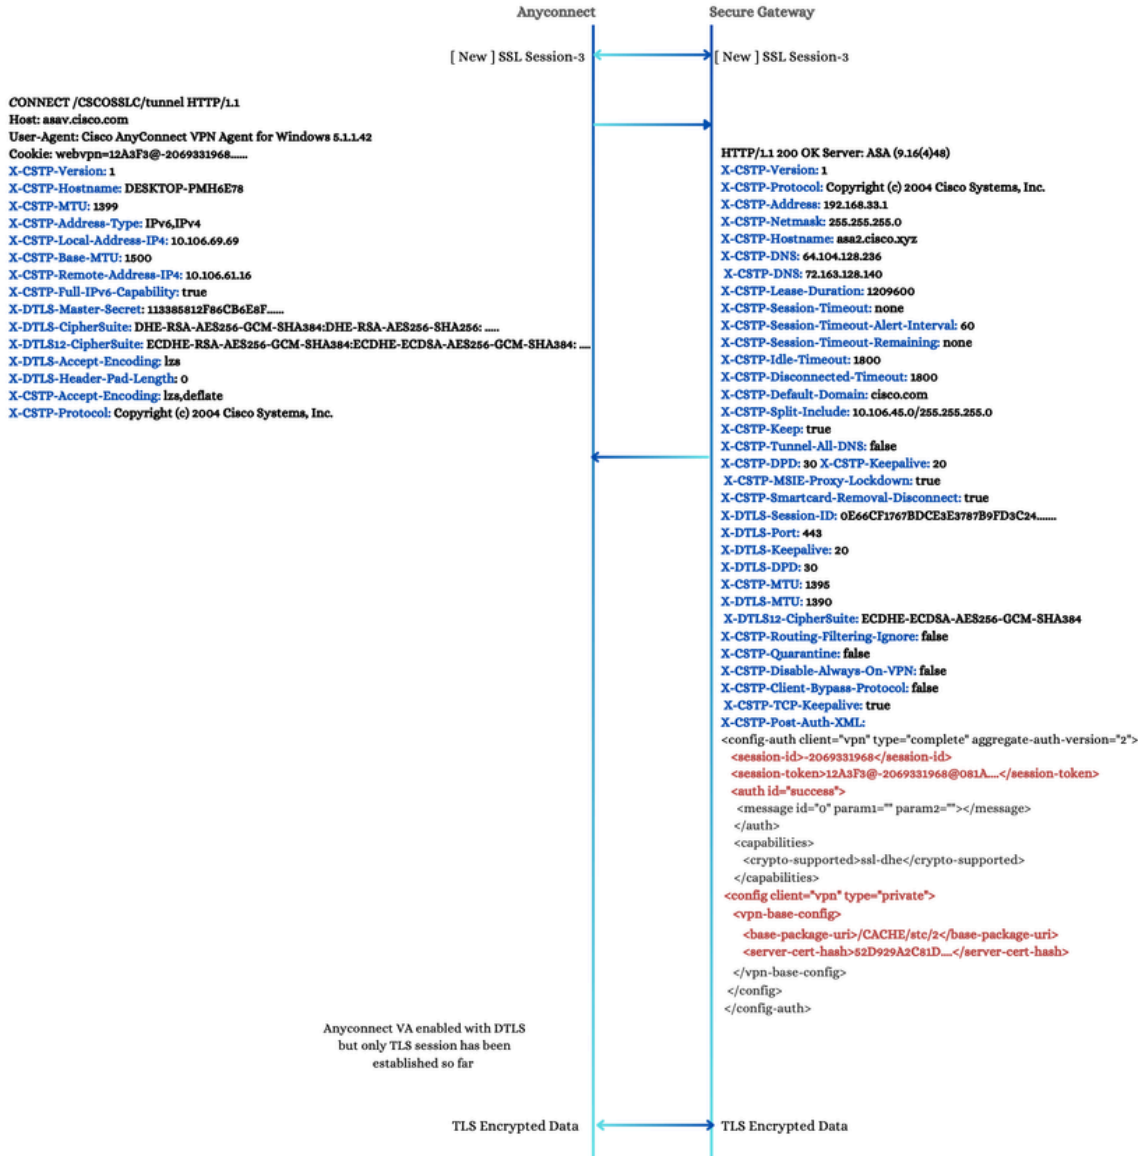 Anyconnect
Secure Gateway
[ New ] SSL Session-3
[ New ] SSL Session-3
CONNECT /CSCOSSLC/tunnel HTTP/1.1
Host: asav.cisco.com
User-Agent: Cisco AnyConnect VPN Agent for Windows 5.1.1.42
Cookie: webvpn=12A3F3@-2069331968......
X-CSTP-Version: 1
X-CSTP-Hostname: DESKTOP-PMH6E78
X-CSTP-MTU: 1399
X-CSTP-Address-Type: IPv6,IPv4
X-CSTP-Local-Address-IP4: 10.106.69.69
X-CSTP-Base-MTU: 1500
X-CSTP-Remote-Address-IP4: 10.106.61.16
X-CSTP-Full-IPv6-Capability: true
X-DTLS-Master-Secret: 113385812F86CB6E8F......
X-DTLS-CipherSuite: DHE-RSA-AES256-GCM-SHA384:DHE-RSA-AES256-SHA256: .....
X-DTLS12-CipherSuite: ECDHE-RSA-AES256-GCM-SHA384:ECDHE-ECDSA-AES256-GCM-SHA384: ....
X-DTLS-Accept-Encoding: lzs
X-DTLS-Header-Pad-Length: 0
X-CSTP-Accept-Encoding: lzs,deflate
X-CSTP-Protocol: Copyright (c) 2004 Cisco Systems, Inc.
HTTP/1.1 200 OK Server: ASA (9.16(4)48)
X-CSTP-Version: 1
X-CSTP-Protocol: Copyright (c) 2004 Cisco Systems, Inc.
X-CSTP-Address: 192.168.33.1
X-CSTP-Netmask: 255.255.255.0
X-CSTP-Hostname: asa2.cisco.xyz
X-CSTP-DNS: 64.104.128.236
X-CSTP-DNS: 72.163.128.140
X-CSTP-Lease-Duration: 1209600
X-CSTP-Session-Timeout: none
X-CSTP-Session-Timeout-Alert-Interval: 60
X-CSTP-Session-Timeout-Remaining: none
X-CSTP-Idle-Timeout: 1800
X-CSTP-Disconnected-Timeout: 1800
X-CSTP-Default-Domain: cisco.com
X-CSTP-Split-Include: 10.106.45.0/255.255.255.0
X-CSTP-Keep: true
X-CSTP-Tunnel-All-DNS: false
X-CSTP-DPD: 30 X-CSTP-Keepalive: 20
X-CSTP-MSIE-Proxy-Lockdown: true
X-CSTP-Smartcard-Removal-Disconnect: true
X-DTLS-Session-ID: 0E66CF1767BDCE3E3787B9FD3C24.......
X-DTLS-Port: 443
X-DTLS-Keepalive: 20
X-DTLS-DPD: 30
X-CSTP-MTU: 1395
X-DTLS-MTU: 1390
X-DTLS12-CipherSuite: ECDHE-ECDSA-AES256-GCM-SHA384
X-CSTP-Routing-Filtering-Ignore: false
X-CSTP-Quarantine: false
X-CSTP-Disable-Always-On-VPN: false
X-CSTP-Client-Bypass-Protocol: false
X-CSTP-TCP-Keepalive: true
X-CSTP-Post-Auth-XML:
<config-auth client="vpn" type="complete" aggregate-auth-version="2">
<session-id>-2069331968</session-id>
<session-token>12A3F3@-2069331968@081A....</session-token>
<auth id="success">
<message id="0" param1="" param2=""></message>
</auth>
<capabilities>
<crypto-supported>ssl-dhe</crypto-supported>
</capabilities>
<config client="vpn" type="private">
<vpn-base-config>
<base-package-uri>/CACHE/stc/2</base-package-uri>
<server-cert-hash>52D929A2C81D....</server-cert-hash>
</vpn-base-config>
</config>
</config-auth>
Anyconnect VA enabled with DTLS
but only TLS session has been
established so far
TLS Encrypted Data
TLS Encrypted Data